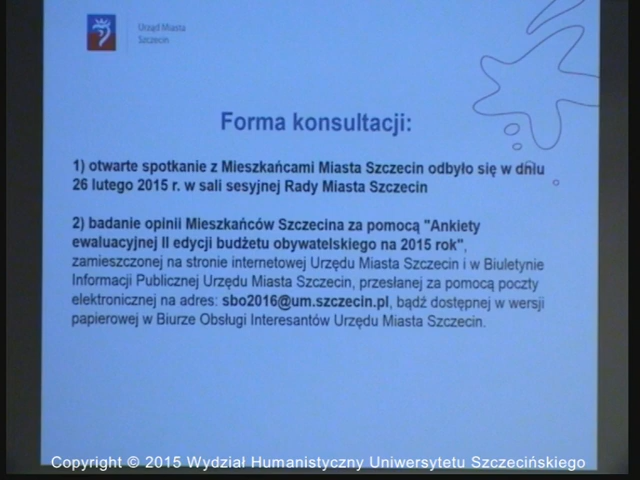 Urząd Miasta
Szczecin
Forma konsultacji:
1) otwarte spotkanie z Mieszkańcami Miasta Szczecin odbyło się w dniu
26 lutego 2015 r. w sali sesyjnej Rady Miasta Szczecin
2) badanie opinii Mieszkańców Szczecina za pomocą "Ankiety
ewaluacyjnej II edycji budżetu obywatelskiego na 2015 rok",
zamieszczonej na stronie internetowej Urzędu Miasta Szczecin i w Biuletynie
Informacji Publicznej Urzędu Miasta Szczecin, przesłanej za pomocą poczty
elektronicznej na adres: sbo2016@um.szczecin.pl, bądź dostępnej w wersji
papierowej w Biurze Obsługi Interesantów Urzędu Miasta Szczecin.
Copyright © 2015 Wydział Humanistyczny Uniwersytetu Szczecińskiego